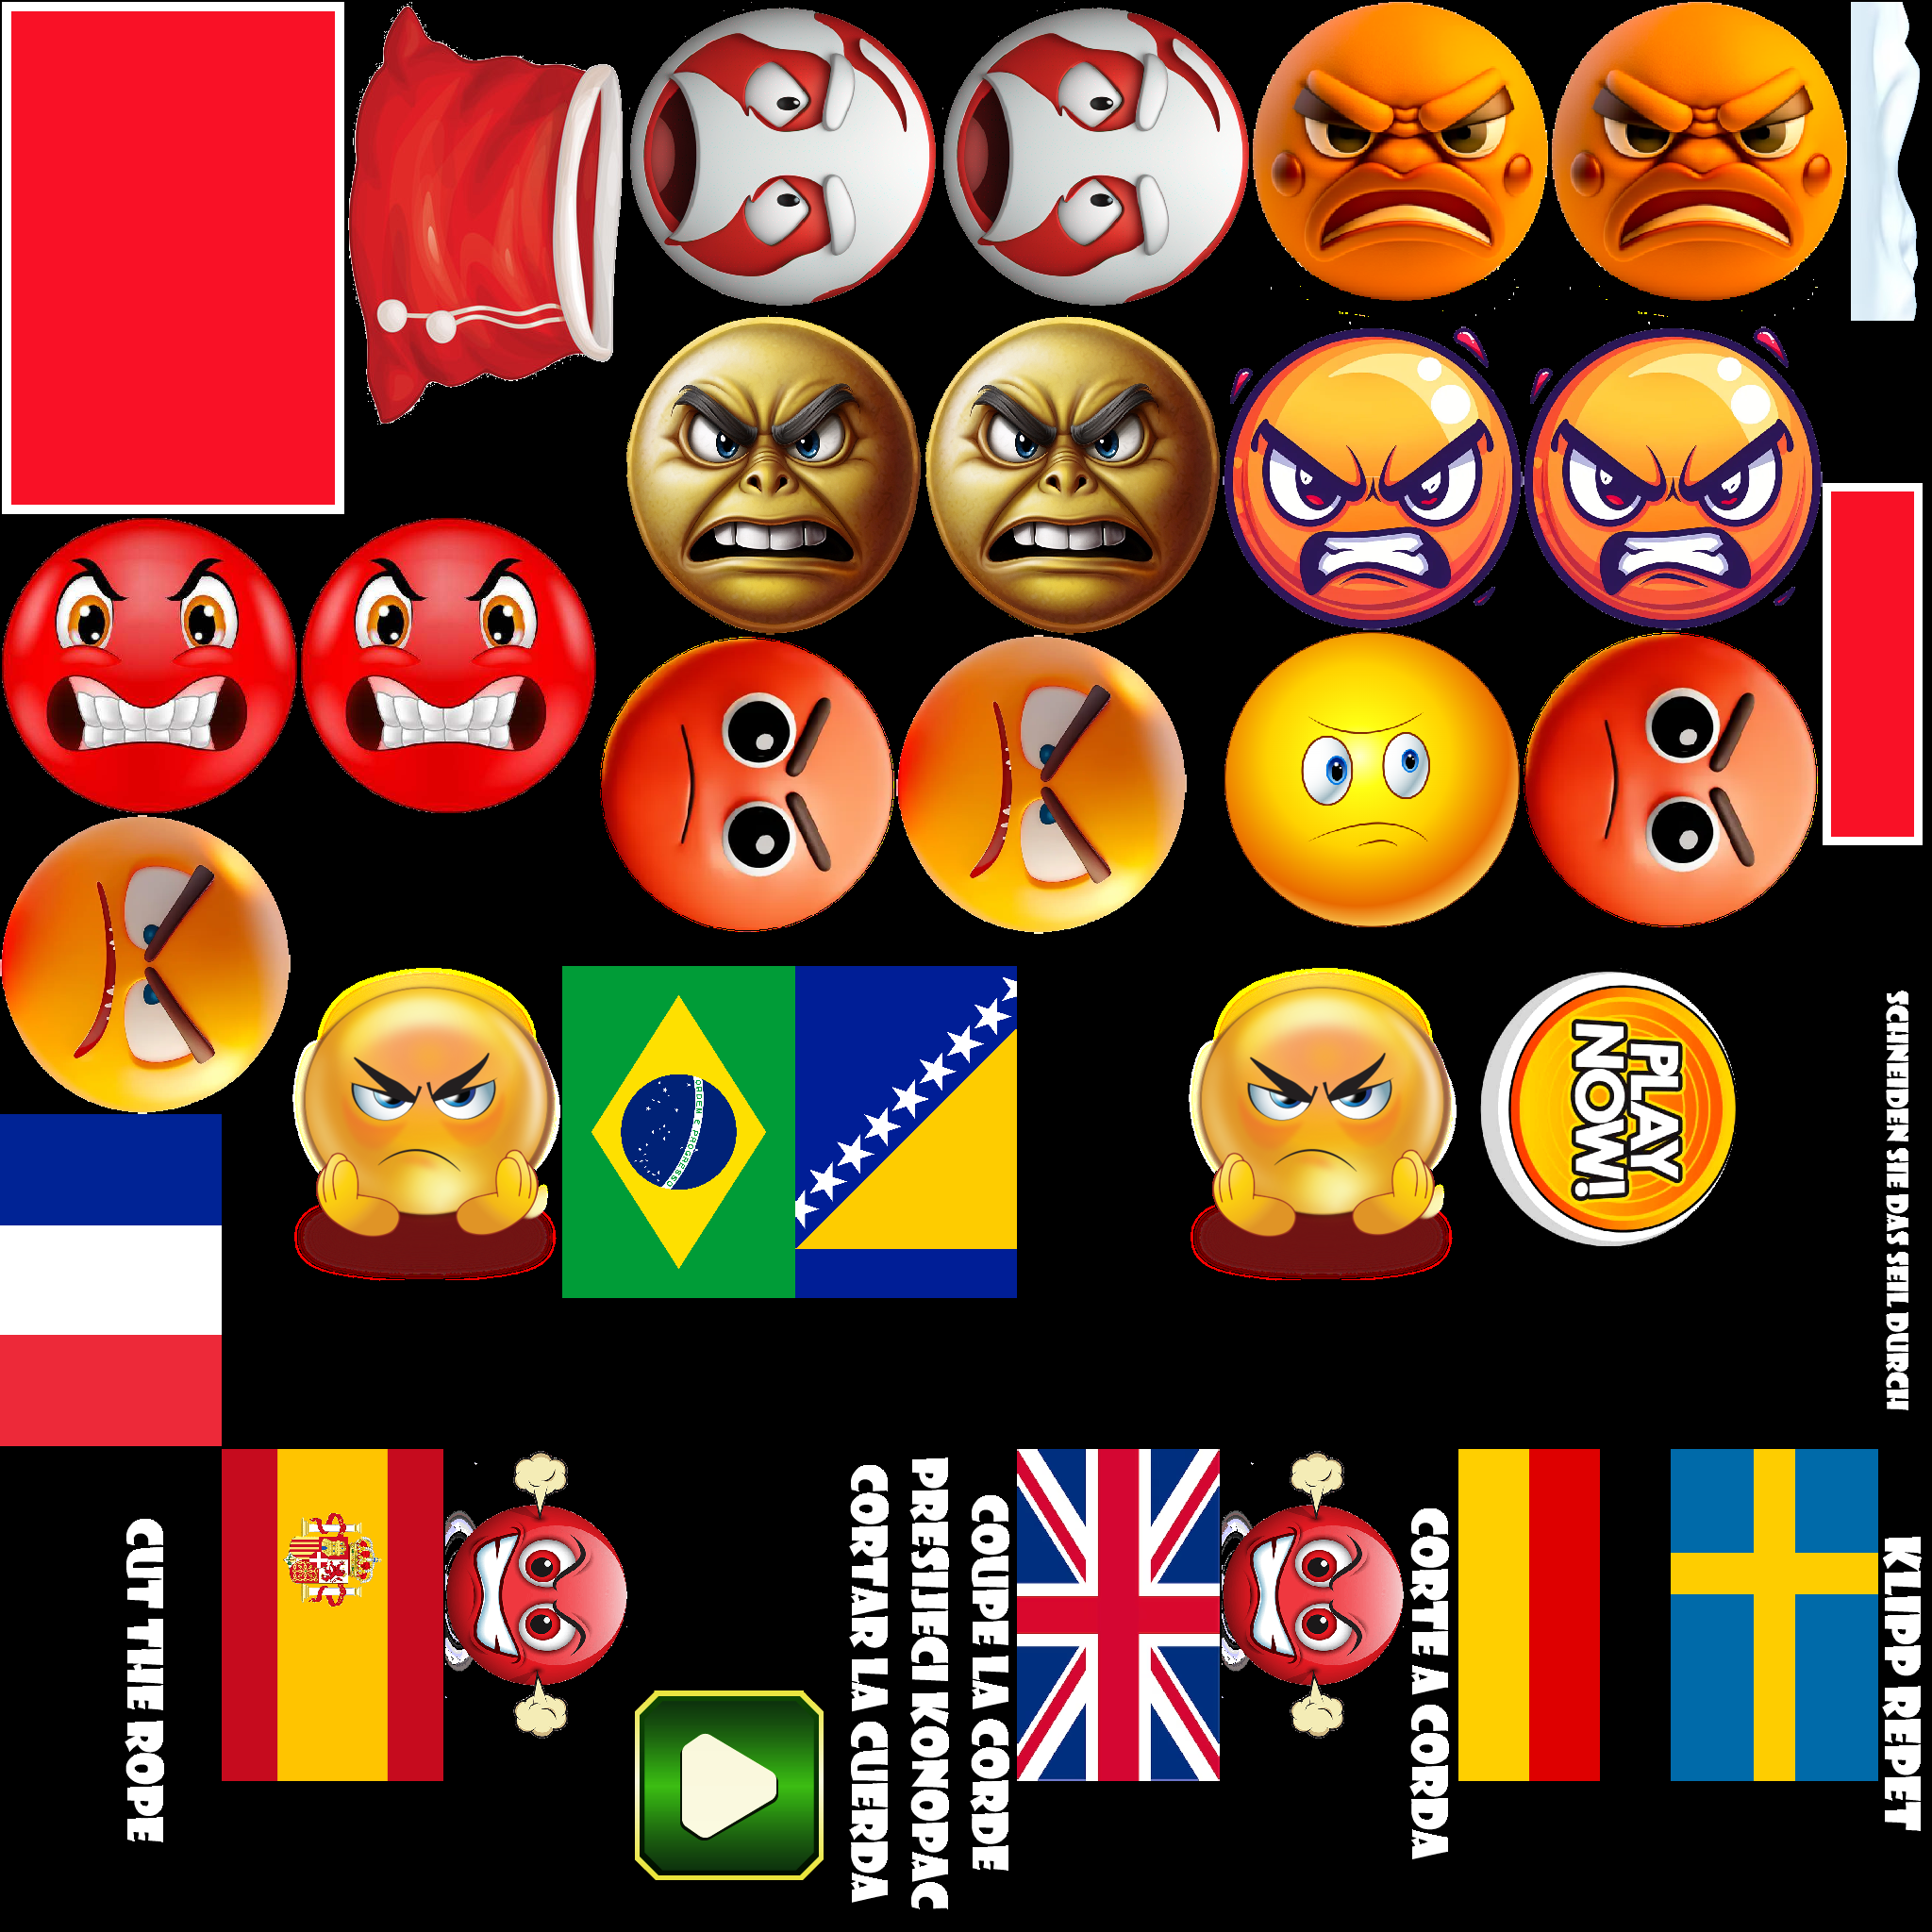 ORDEM E PROGRESSO
PLAY
NOW!
SCHNEIDEN SIE DAS SEIL DURCH
CUT THE ROPE
CORTAR LA CUERDA
PRESIJECI KONOPAC
COUPE LA CORDE
CORTE A CORDA
KLIPP REPET